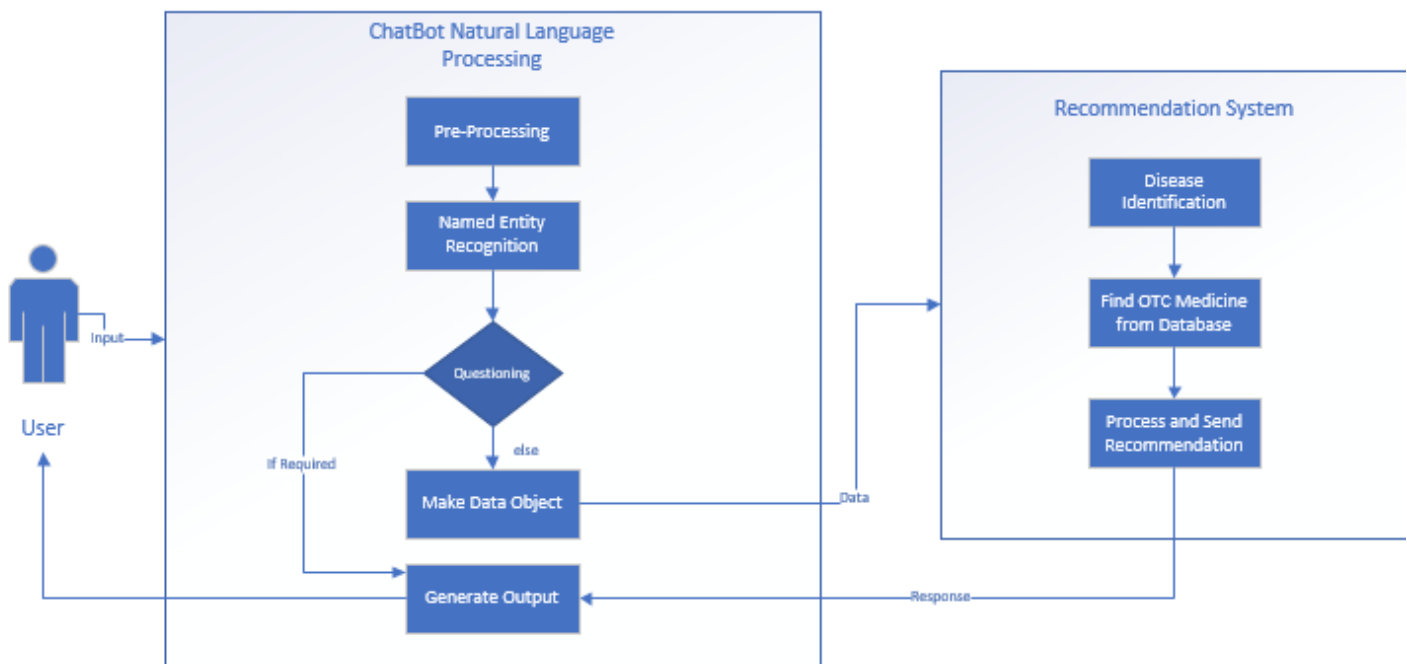 ChatBot Natural Language
Processing
Pre-Processing
Named Entity
Recognition
Questioning
If Required
else
Make Data Object
Generate Output
Input
User
Data
Response
Recommendation System
Disease
Identification
Find OTC Medicine
from Database
Process and Send
Recommendation